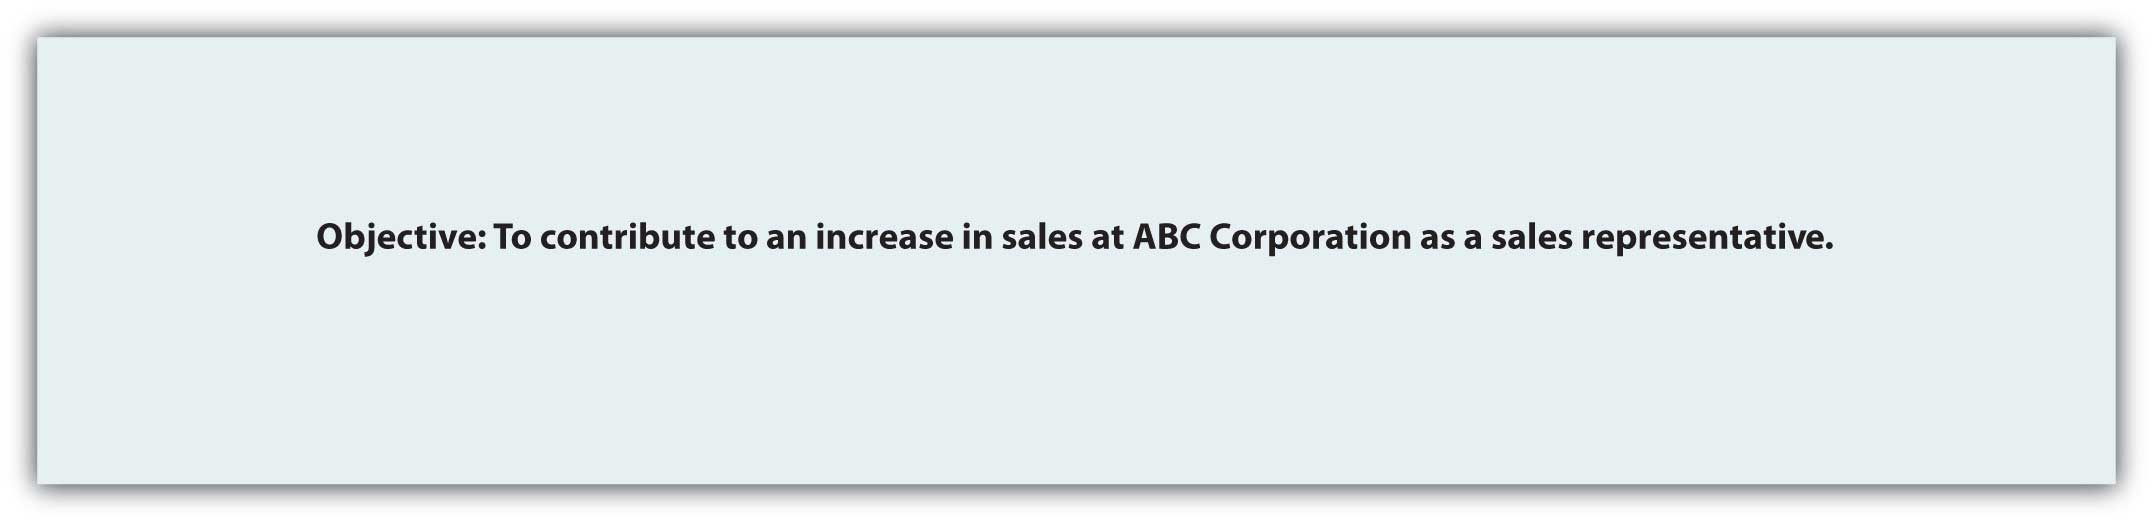 Objective: To contribute to an increase in sales at ABC Corporation as a sales representative.